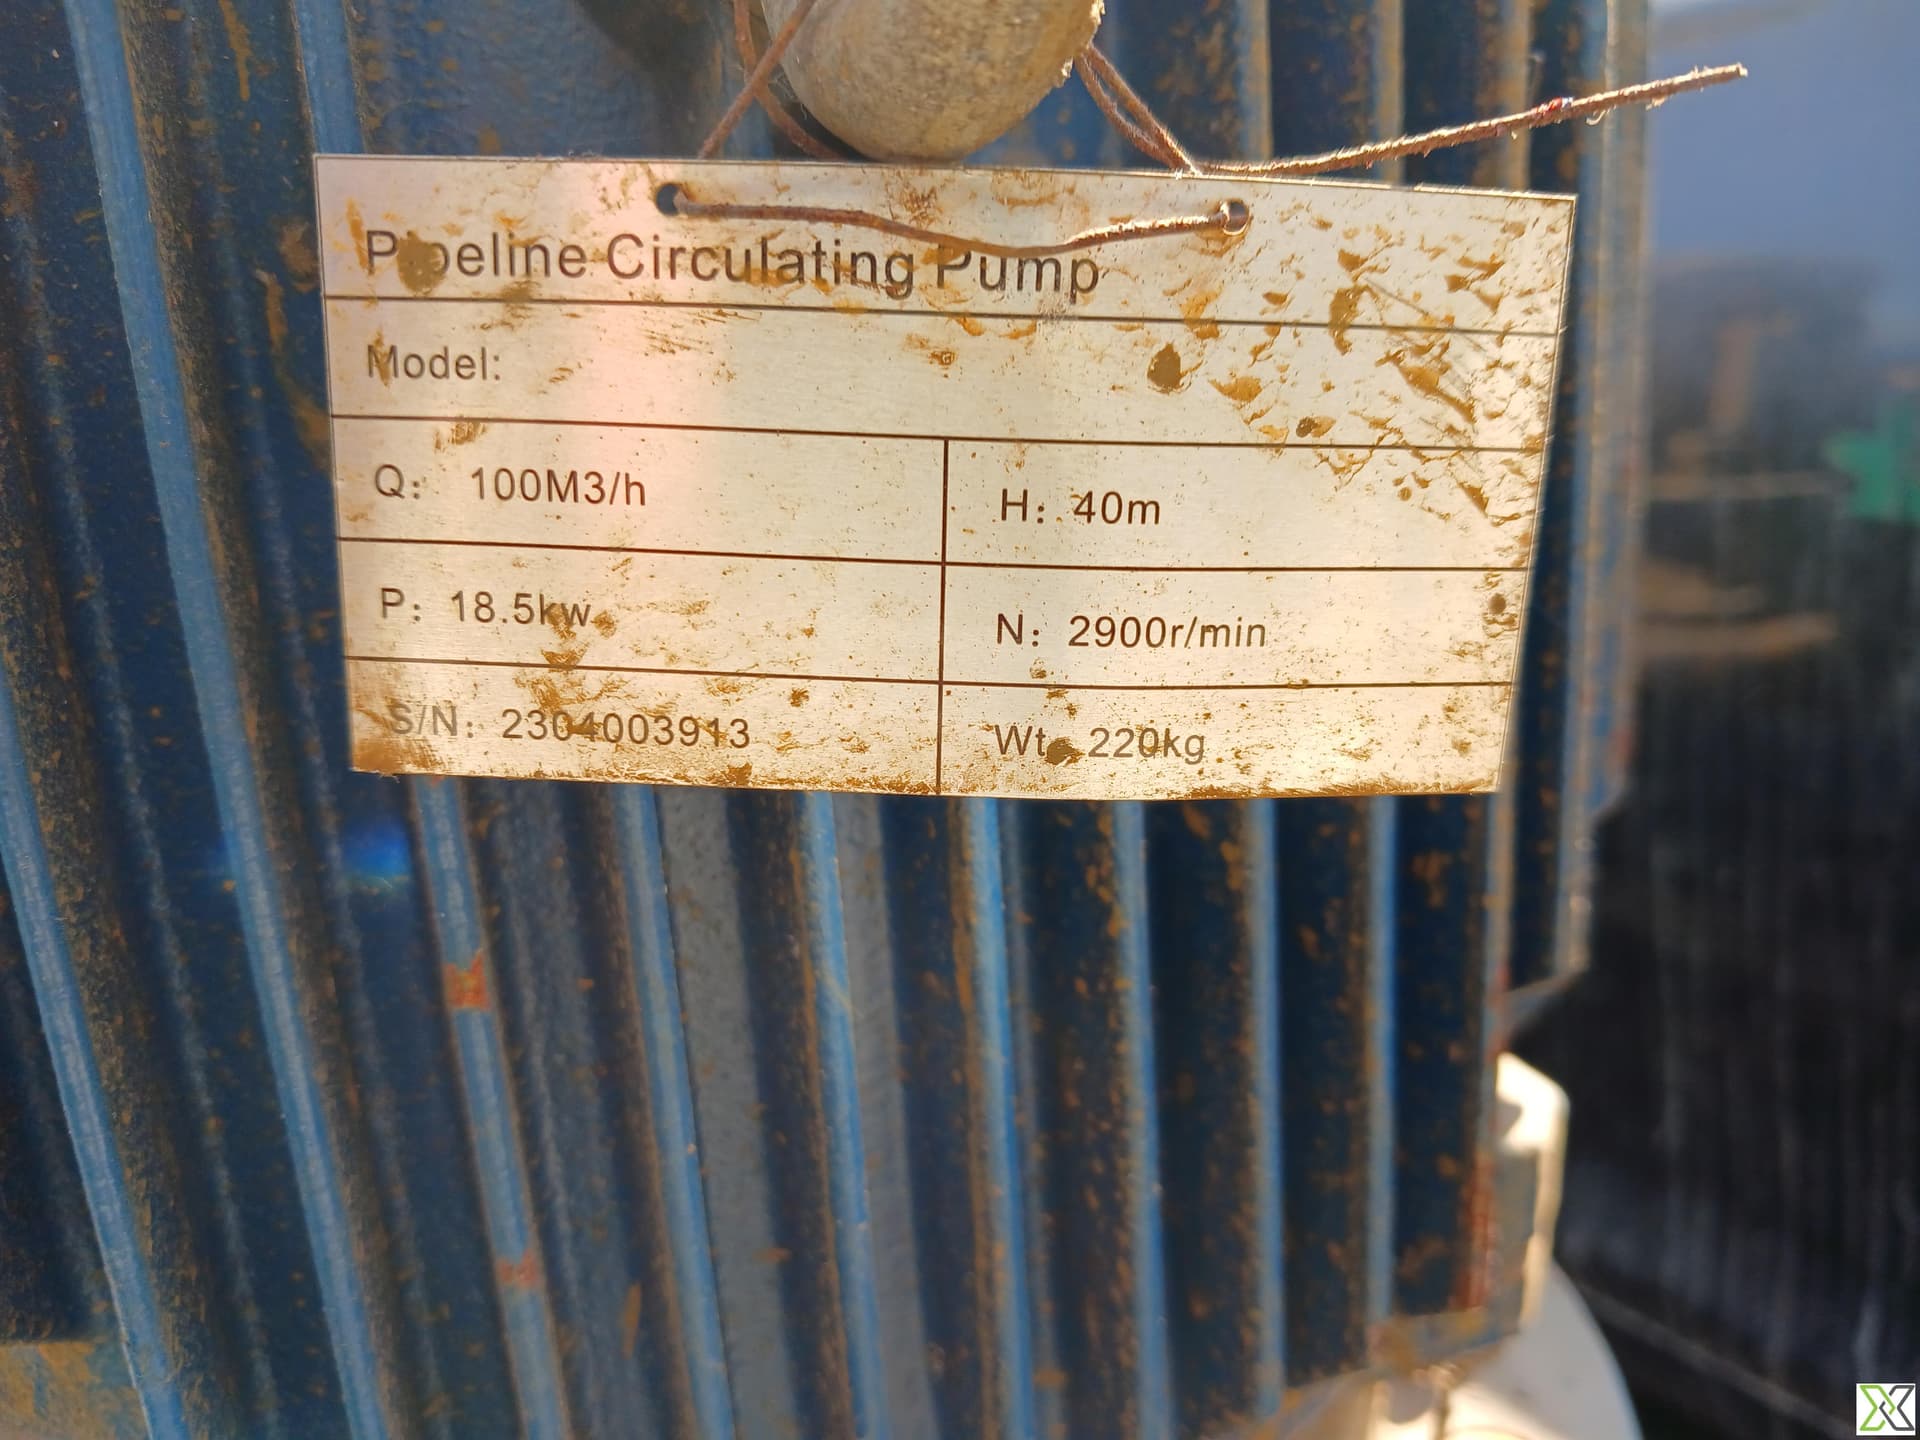 Pipeline Circulating Pump
Model:
Q: 100M3/h
H: 40m
P: 18.5kw
N: 2900r/min
S/N: 2304003913
Wt: 220kg